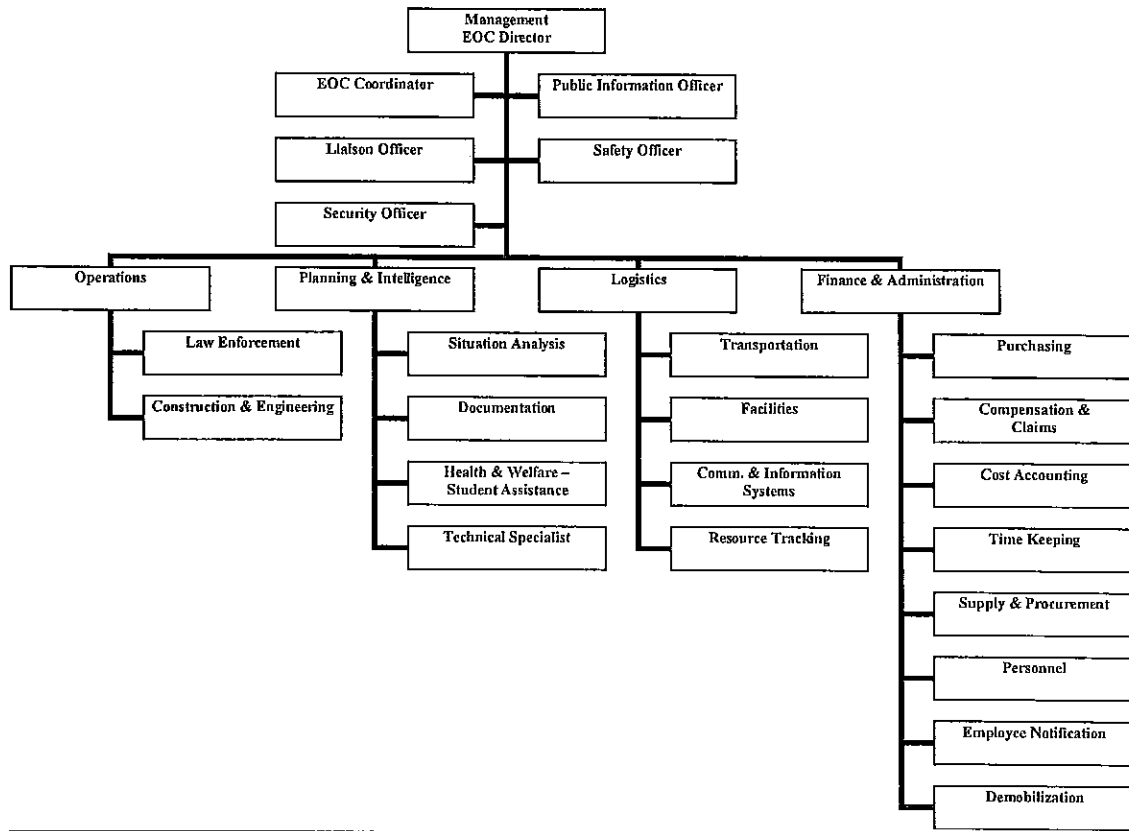 Management
EOC Director
EOC Coordinator
Public Information Officer
Liaison Officer
Safety Officer
Security Officer
Operations
Planning & Intelligence
Logistics
Finance & Administration
Law Enforcement
Situation Analysis
Transportation
Purchasing
Construction & Engineering
Documentation
Facilities
Compensation &
Claims
Health & Welfare –
Student Assistance
Comm. & Information
Systems
Cost Accounting
Technical Specialist
Resource Tracking
Time Keeping
Supply & Procurement
Personnel
Employee Notification
Demobilization